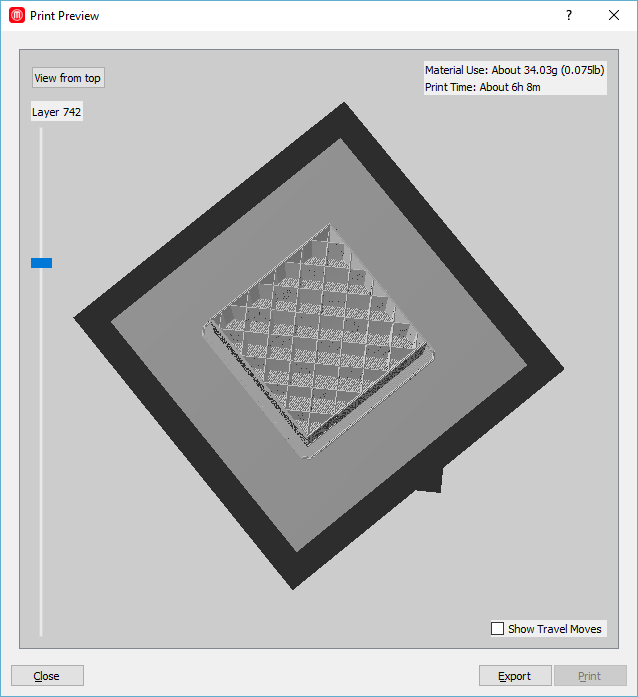 Print Preview
?
View from top
Material Use: About 34.03g (0.075lb)
Print Time: About 6h 8m
Layer 742
Show Travel Moves
Close
Export
Print